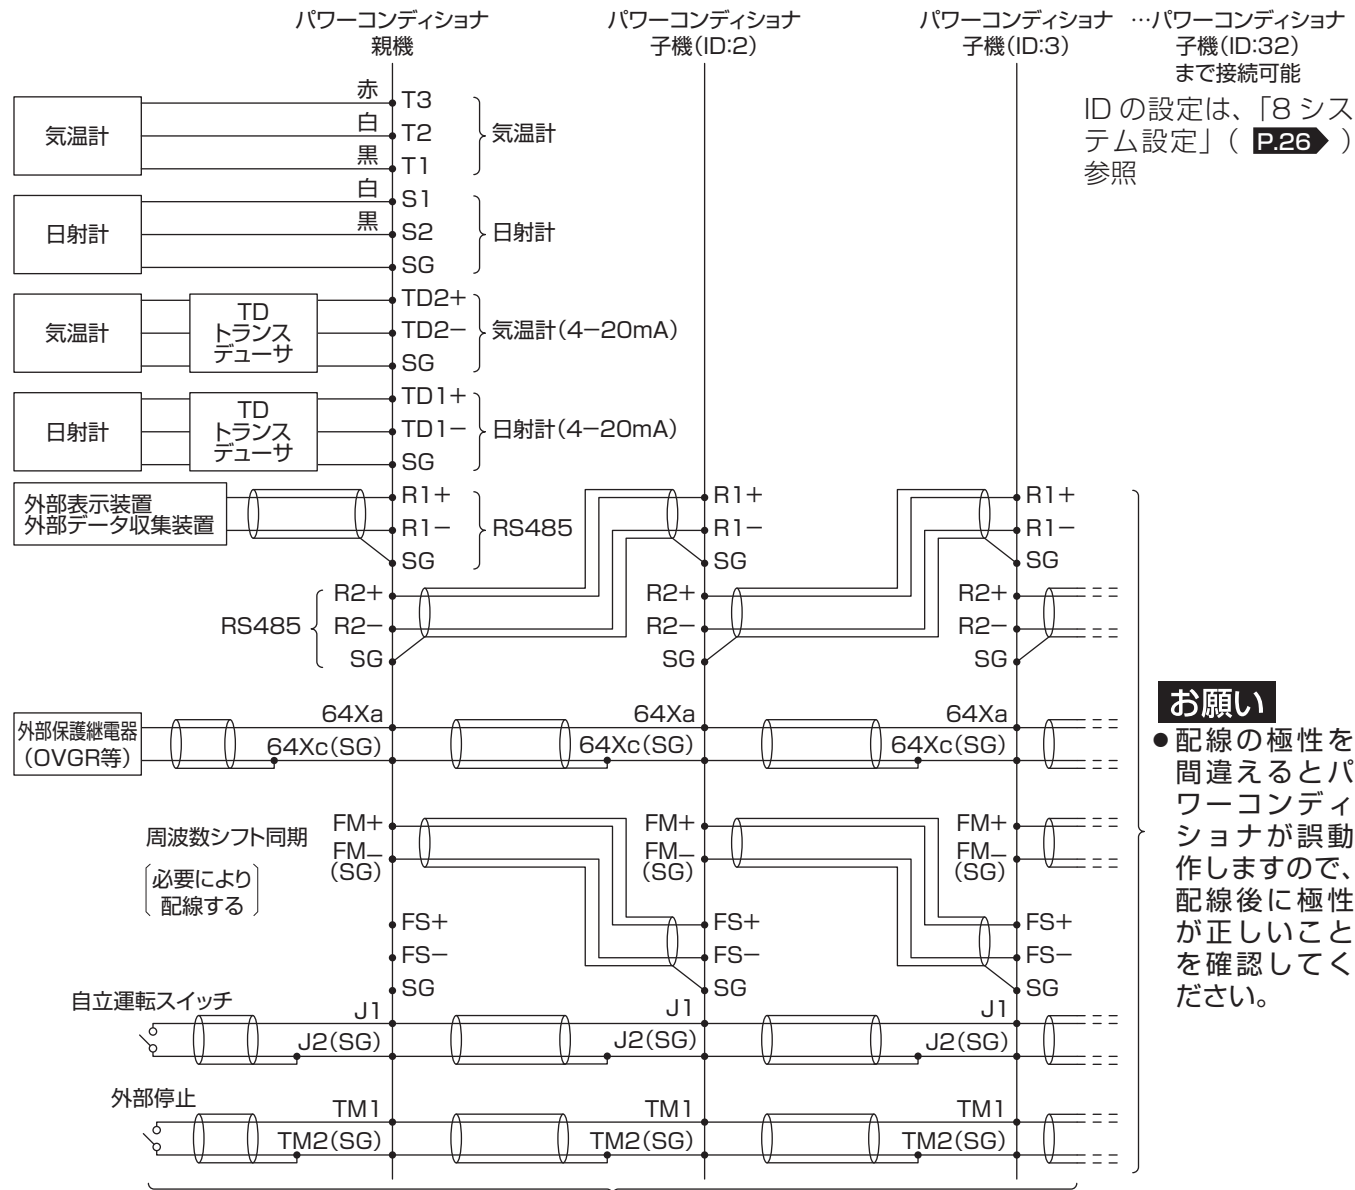 パワーコンディショナ
親機
パワーコンディショナ
子機(ID:2)
パワーコンディショナ
子機(ID:3)
…パワーコンディショナ
子機(ID:32)
まで接続可能
IDの設定は、「8 シス
テム設定」( P.26 )
参照
気温計
赤
白
黒
T3
T2
T1
気温計
日射計
白
黒
S1
S2
SG
日射計
気温計
TD
トランス
デューサ
TD2+
TD2−
SG
気温計(4−20mA)
日射計
TD
トランス
デューサ
TD1+
TD1−
SG
日射計(4−20mA)
外部表示装置
外部データ収集装置
R1+
R1−
SG
RS485
R1+
R1−
SG
R1+
R1−
SG
RS485
R2+
R2−
SG
R2+
R2−
SG
R2+
R2−
SG
外部保護継電器
(OVGR等)
64Xa
64Xc(SG)
64Xa
64Xc(SG)
64Xa
64Xc(SG)
周波数シフト同期
必要により
配線する
FM+
FM−
(SG)
FM+
FM−
(SG)
FM+
FM−
(SG)
FS+
FS−
SG
FS+
FS−
SG
FS+
FS−
SG
自立運転スイッチ
J1
J2(SG)
J1
J2(SG)
J1
J2(SG)
外部停止
TM1
TM2(SG)
TM1
TM2(SG)
TM1
TM2(SG)
お願い
●配線の極性を
間違えるとパ
ワーコンディ
ショナが誤動
作しますので、
配線後に極性
が正しいこと
を確認してく
ださい。